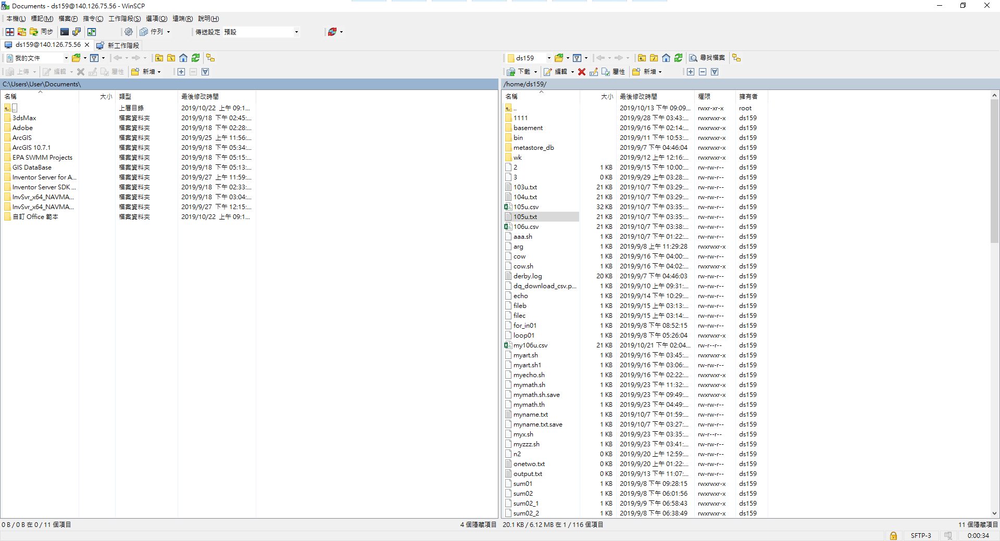 Documents - ds159@140.126.75.56 - WinSCP
本機(L) 標記(M) 檔案(F) 指令(C) 工作階段(S) 選項(O) 遠端(R) 說明(H)
同步 佇列 傳送設定 預設
ds159@140.126.75.56 新工作階段
我的文件
上傳 編輯 屬性 新增
C:\Users\User\Documents\
名稱 大小 類型 最後修改時間
.. 上層目錄 2019/10/22 上午 09:1...
3dsMax 檔案資料夾 2019/9/18 下午 02:45:...
Adobe 檔案資料夾 2019/9/18 下午 02:28:...
ArcGIS 檔案資料夾 2019/9/25 上午 11:56:...
ArcGIS 10.7.1 檔案資料夾 2019/9/18 下午 05:34:...
EPA SWMM Projects 檔案資料夾 2019/9/18 下午 05:15:...
GIS DataBase 檔案資料夾 2019/9/18 下午 05:13:...
Inventor Server for A... 檔案資料夾 2019/9/27 上午 11:59:...
Inventor Server SDK ... 檔案資料夾 2019/9/18 下午 02:33:...
InvSvr_x64_NAVMA... 檔案資料夾 2019/9/18 下午 03:04:...
InvSvr_x64_NAVMA... 檔案資料夾 2019/9/27 下午 12:15:...
自訂 Office 範本 檔案資料夾 2019/10/22 上午 09:1...
0 B / 0 B 在 0 / 11 個項目 4 個隱藏項目
ds159 尋找檔案
下載 編輯 屬性 新增
/home/ds159/
名稱 大小 最後修改時間 權限 擁有者
.. 2019/10/13 下午 09:09... rwxr-xr-x root
1111 2019/9/28 下午 03:43:... rwxrwxr-x ds159
basement 2019/9/16 下午 02:14:... rwxrwxr-x ds159
bin 2019/9/11 下午 10:53:... rwxrwxr-x ds159
metastore_db 2019/9/7 下午 04:46:04 rwxrwxr-x ds159
wk 2019/9/12 上午 12:16:... rwxrwxr-x ds159
2 1 KB 2019/9/15 下午 10:00:... rw-rw-r-- ds159
3 0 KB 2019/9/29 上午 03:28:... rw-rw-r-- ds159
103u.txt 21 KB 2019/10/7 下午 03:29:... rw-rw-r-- ds159
104u.txt 21 KB 2019/10/7 下午 03:29:... rw-rw-r-- ds159
105u.csv 32 KB 2019/10/7 下午 03:35:... rw-rw-r-- ds159
105u.txt 21 KB 2019/10/7 下午 03:35:... rw-rw-r-- ds159
106u.csv 21 KB 2019/10/7 下午 03:38:... rw-rw-r-- ds159
aaa.sh 1 KB 2019/10/7 下午 01:22:... rw-rw-r-- ds159
arg 1 KB 2019/9/8 上午 11:29:28 rwxrwxr-x ds159
cow 1 KB 2019/9/16 下午 04:00:... rw-rw-r-- ds159
cow.sh 1 KB 2019/9/16 下午 04:02:... rwxrwxr-x ds159
derby.log 20 KB 2019/9/7 下午 04:46:03 rw-rw-r-- ds159
dq_download_csv.p... 1 KB 2019/9/10 上午 09:31:... rw-rw-r-- ds159
echo 1 KB 2019/9/14 下午 10:29:... rw-rw-r-- ds159
fileb 1 KB 2019/9/15 上午 03:13:... rw-rw-r-- ds159
filec 1 KB 2019/9/15 上午 03:14:... rw-rw-r-- ds159
for_in01 1 KB 2019/9/8 下午 08:52:15 rw-rw-r-- ds159
loop01 1 KB 2019/9/8 下午 05:26:04 rwxrwxr-x ds159
my106u.csv 21 KB 2019/10/21 下午 02:04... rw-r--r-- ds159
myart.sh 1 KB 2019/9/16 下午 03:45:... rwxrwxr-x ds159
myart.sh1 1 KB 2019/9/16 下午 03:06:... rw-rw-r-- ds159
myecho.sh 1 KB 2019/9/16 下午 02:22:... rwxrwxr-x ds159
mymath.sh 1 KB 2019/9/23 下午 11:32:... rwxrwxr-x ds159
mymath.sh.save 1 KB 2019/9/23 下午 09:49:... rwxrwxr-x ds159
mymath.th 1 KB 2019/9/23 下午 04:49:... rw-rw-r-- ds159
myname.txt 1 KB 2019/10/7 下午 01:59:... rw-rw-r-- ds159
myname.txt.save 1 KB 2019/10/7 下午 03:27:... rw-rw-r-- ds159
myx.sh 1 KB 2019/9/23 下午 03:35:... rw-r--r-- ds159
myzzz.sh 1 KB 2019/9/23 下午 03:41:... rw-rw-r-- ds159
n2 0 KB 2019/9/20 上午 12:59:... rw-rw-r-- ds159
onetwo.txt 0 KB 2019/9/20 上午 01:22:... rw-rw-r-- ds159
output.txt 0 KB 2019/9/13 下午 11:07:... rw-rw-r-- ds159
sum01 1 KB 2019/9/8 下午 09:28:15 rwxrwxr-x ds159
sum02 1 KB 2019/9/8 下午 06:01:56 rwxrwxr-x ds159
sum02_1 1 KB 2019/9/9 下午 06:58:43 rwxrwxr-x ds159
sum02_2 1 KB 2019/9/8 下午 06:38:49 rwxrwxr-x ds159
20.1 KB / 6.12 MB 在 1 / 116 個項目 11 個隱藏項目
SFTP-3 0:00:34